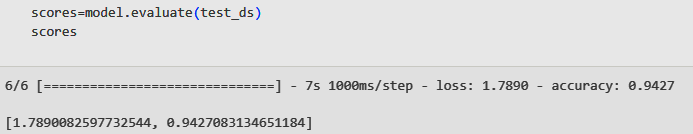 scores=model.evaluate(test_ds)
scores
6/6 [==============================] - 7s 1000ms/step - loss: 1.7890 - accuracy: 0.9427
[1.7890082597732544, 0.9427083134651184]